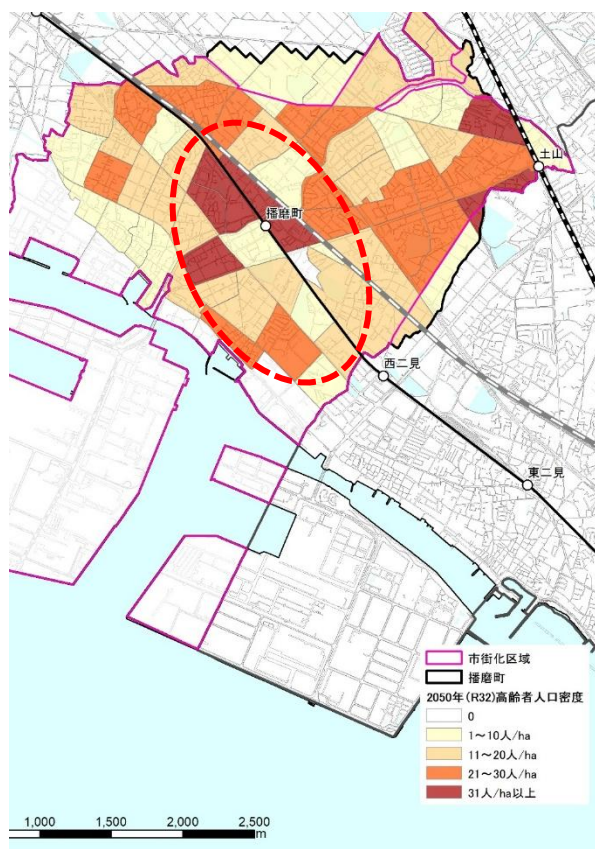 土山
播磨町
西二見
東二見
市街化区域
播磨町
2050年(R32)高齢者人口密度
0
1～10人/ha
11～20人/ha
21～30人/ha
31人/ha以上
1,000 1,500 2,000 2,500
m